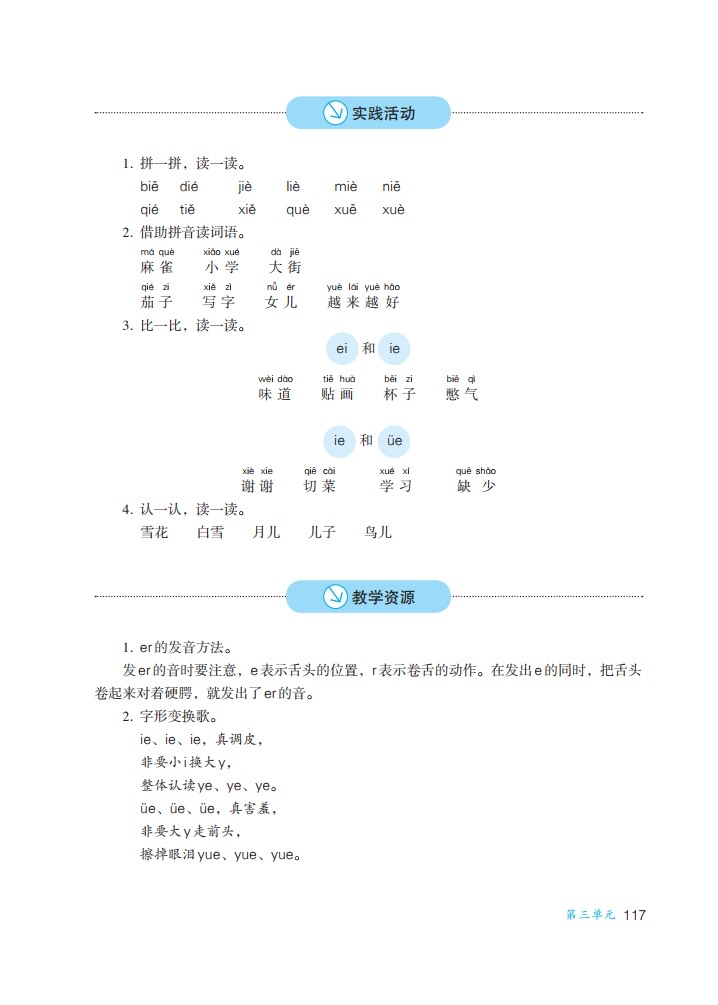 实践活动
1. 拼一拼，读一读。
biē dié jiè liè miè niē
qié tiě xiě què xuē xuè
2. 借助拼音读词语。
má què xiǎo xué dà jiē
麻雀 小学 大街
qié zi xiě zì nǚ ér yuè lái yuè hǎo
茄子 写字 女儿 越来越好
3. 比一比，读一读。
ei 和 ie
wèi dào tiē huà bēi zi biē qì
味道 贴画 杯子 憋气
ie 和 üe
xiè xie qiē cài xué xí quē shǎo
谢谢 切菜 学习 缺少
4. 认一认，读一读。
雪花 白雪 月儿 儿子 鸟儿
教学资源
1. er的发音方法。
发er的音时要注意，e表示舌头的位置，r表示卷舌的动作。在发出e的同时，把舌头
卷起来对着硬腭，就发出了er的音。
2. 字形变换歌。
ie、ie、ie，真调皮，
非要小i换大y，
整体认读ye、ye、ye。
üe、üe、üe，真害羞，
非要大y走前头，
擦掉眼泪yue、yue、yue。
第三单元 117